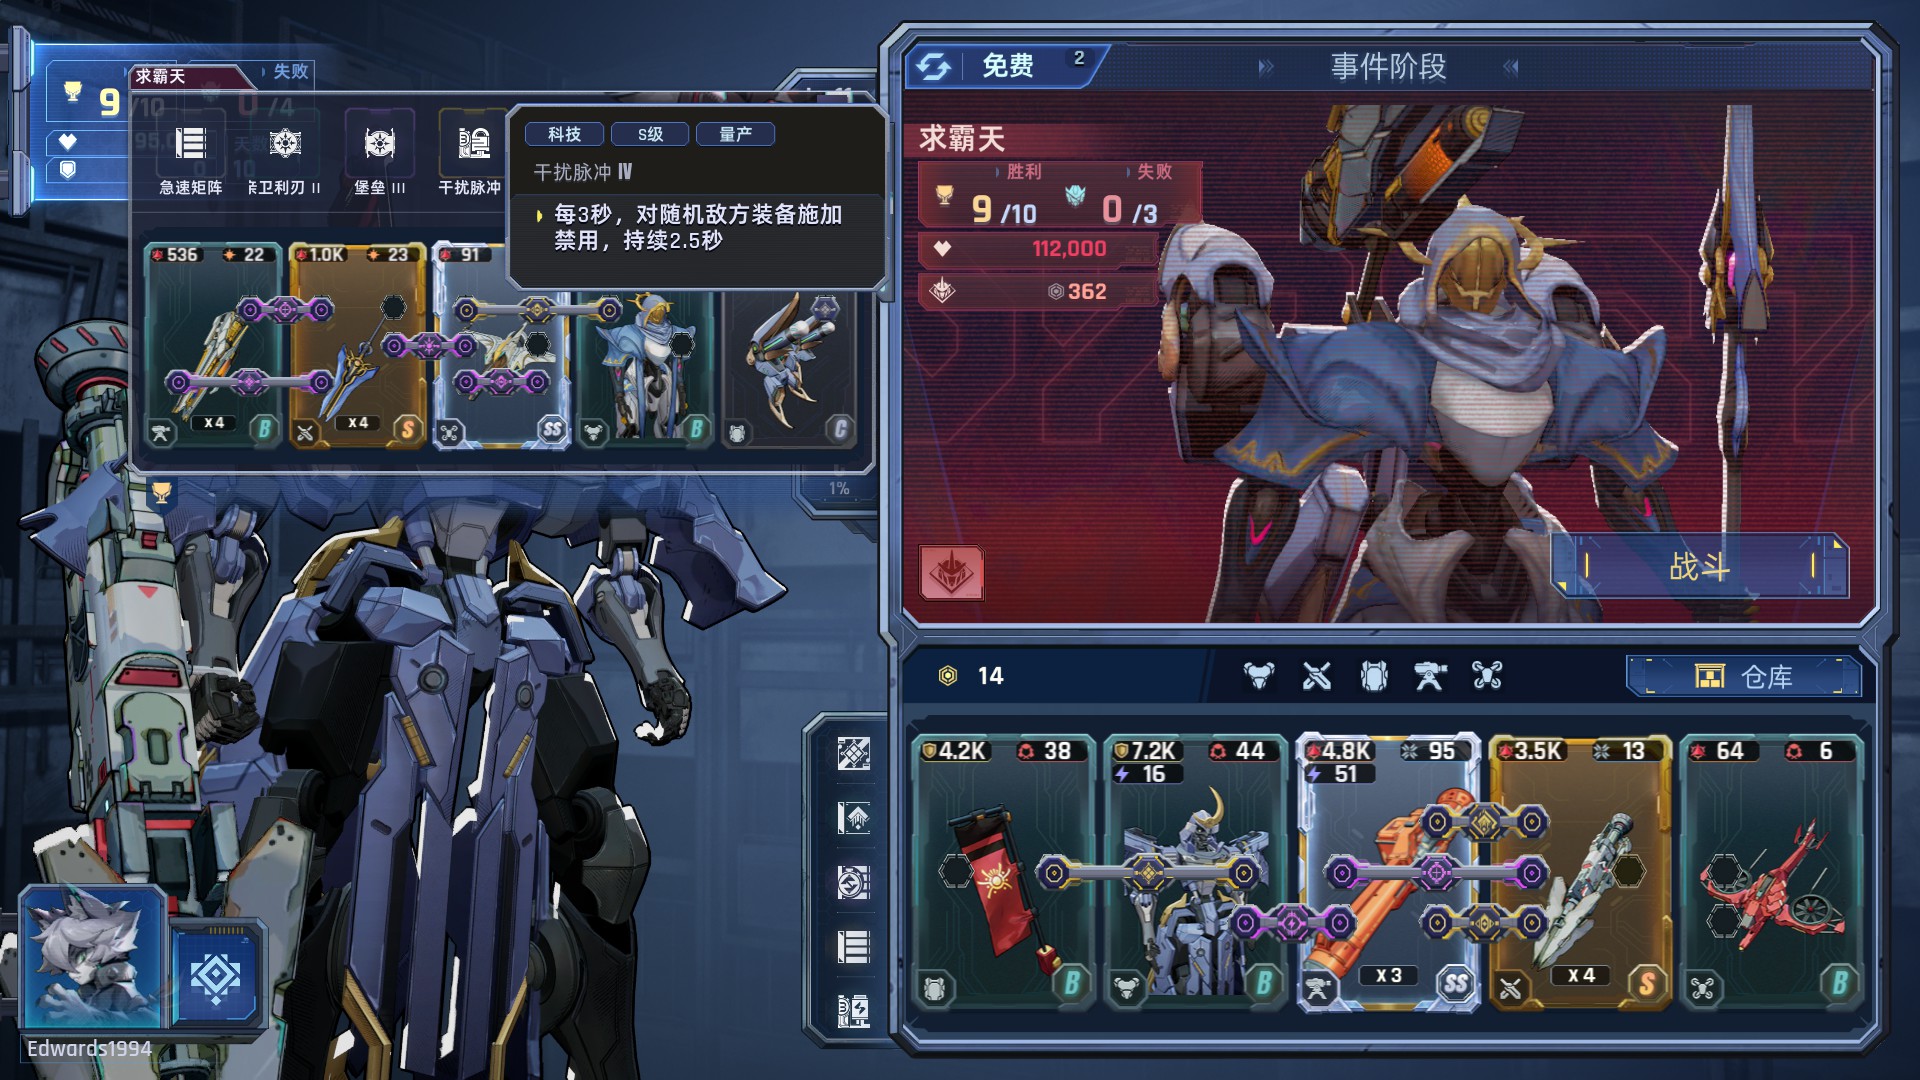 求霸天
失败
9/10
0/4
急速矩阵
卫利刃 II
堡垒 III
干扰脉冲
科技
S级
量产
干扰脉冲 IV
每3秒，对随机敌方装备施加
禁用，持续2.5秒
536
22
1.0K
23
91
x4
B
x4
S
SS
B
C
1%
免费
2
事件阶段
求霸天
胜利
失败
9/10
0/3
112,000
362
战斗
14
仓库
4.2K
38
7.2K
44
16
4.8K
95
51
3.5K
13
64
6
B
B
x3
SS
x4
S
B
Edwards1994